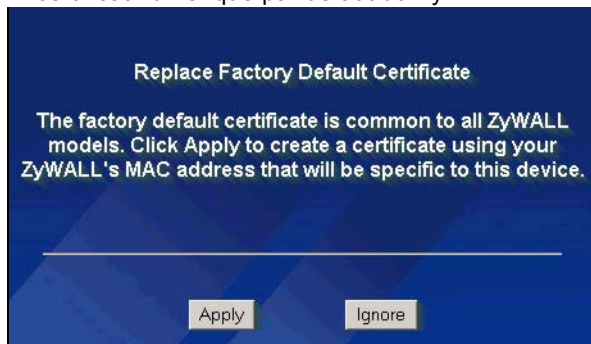 Replace Factory Default Certificate
The factory default certificate is common to all ZyWALL
models. Click Apply to create a certificate using your
ZyWALL's MAC address that will be specific to this device.
Apply
Ignore